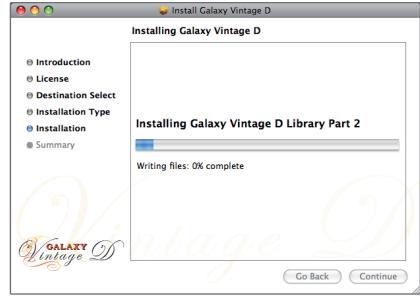 Install Galaxy Vintage D
Installing Galaxy Vintage D
Introduction
License
Destination Select
Installation Type
Installation
Summary
Installing Galaxy Vintage D Library Part 2
Writing files: 0% complete
GALAXY
Vintage D
Vintage D
Go Back
Continue